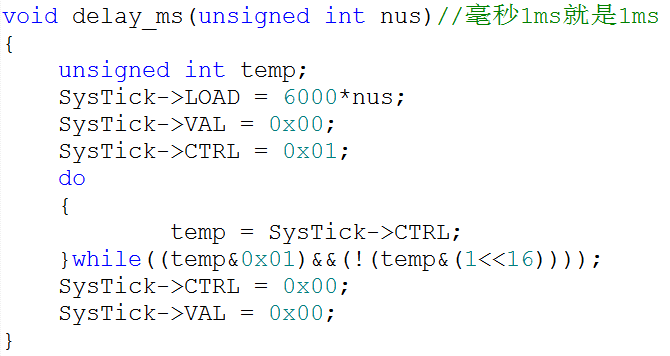 void delay_ms(unsigned int nus)//毫秒1ms就是1ms
{
    unsigned int temp;
    SysTick->LOAD = 6000*nus;
    SysTick->VAL = 0x00;
    SysTick->CTRL = 0x01;
    do
    {
            temp = SysTick->CTRL;
    }while((temp&0x01)&&(!(temp&(1<<16))));
    SysTick->CTRL = 0x00;
    SysTick->VAL = 0x00;
}